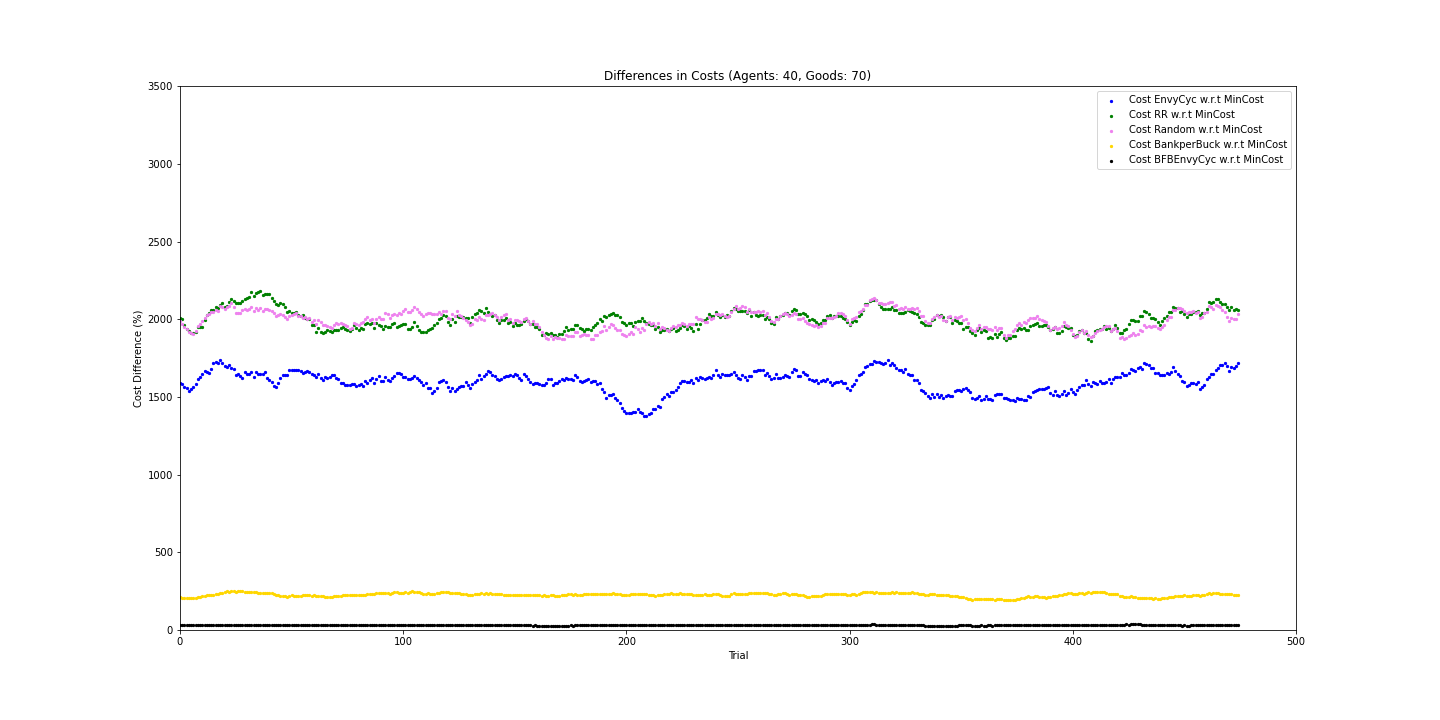 Differences in Costs (Agents: 40, Goods: 70)
3500
3000
2500
2000
1500
1000
500
0
Cost Difference (%)
Cost EnvyCyc w.r.t MinCost
Cost RR w.r.t MinCost
Cost Random w.r.t MinCost
Cost BankperBuck w.r.t MinCost
Cost BFBEnvyCyc w.r.t MinCost
0 100 200 300 400 500
Trial